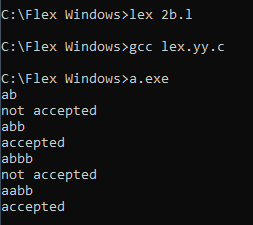 C:\Flex Windows>lex 2b.l
C:\Flex Windows>gcc lex.yy.c
C:\Flex Windows>a.exe
ab
not accepted
abb
accepted
abbb
not accepted
aabb
accepted